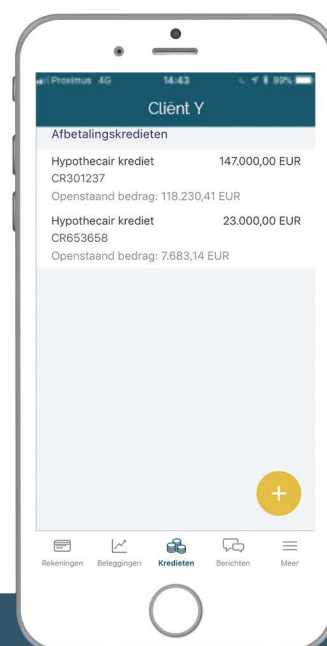 Proximus 4G 14:43 99%
Cliënt Y
Afbetalingskredieten
Hypothecair krediet 147.000,00 EUR
CR301237
Openstaand bedrag: 118.230,41 EUR
Hypothecair krediet 23.000,00 EUR
CR653658
Openstaand bedrag: 7.683,14 EUR
+
Rekeningen Beleggingen Kredieten Berichten Meer